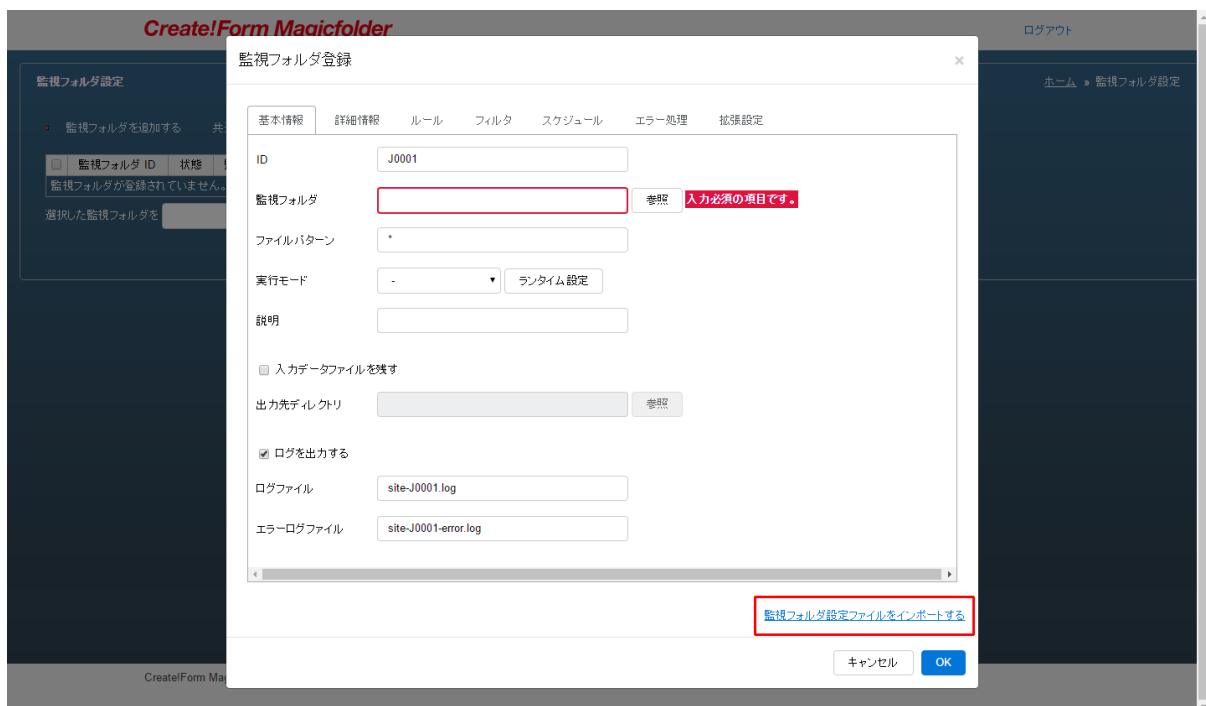 Create!Form Magicfolder
ログアウト
監視フォルダ設定
ホーム » 監視フォルダ設定
監視フォルダを追加する
監視フォルダ ID 状態
監視フォルダが登録されていません。
選択した監視フォルダを
監視フォルダ登録
×
基本情報 詳細情報 ルール フィルタ スケジュール エラー処理 拡張設定
ID J0001
監視フォルダ 参照 入力必須の項目です。
ファイルパターン *
実行モード - ランタイム設定
説明
入力データファイルを残す
出力先ディレクトリ 参照
ログを出力する
ログファイル site-J0001.log
エラーログファイル site-J0001-error.log
監視フォルダ設定ファイルをインポートする
キャンセル OK
Create!Form